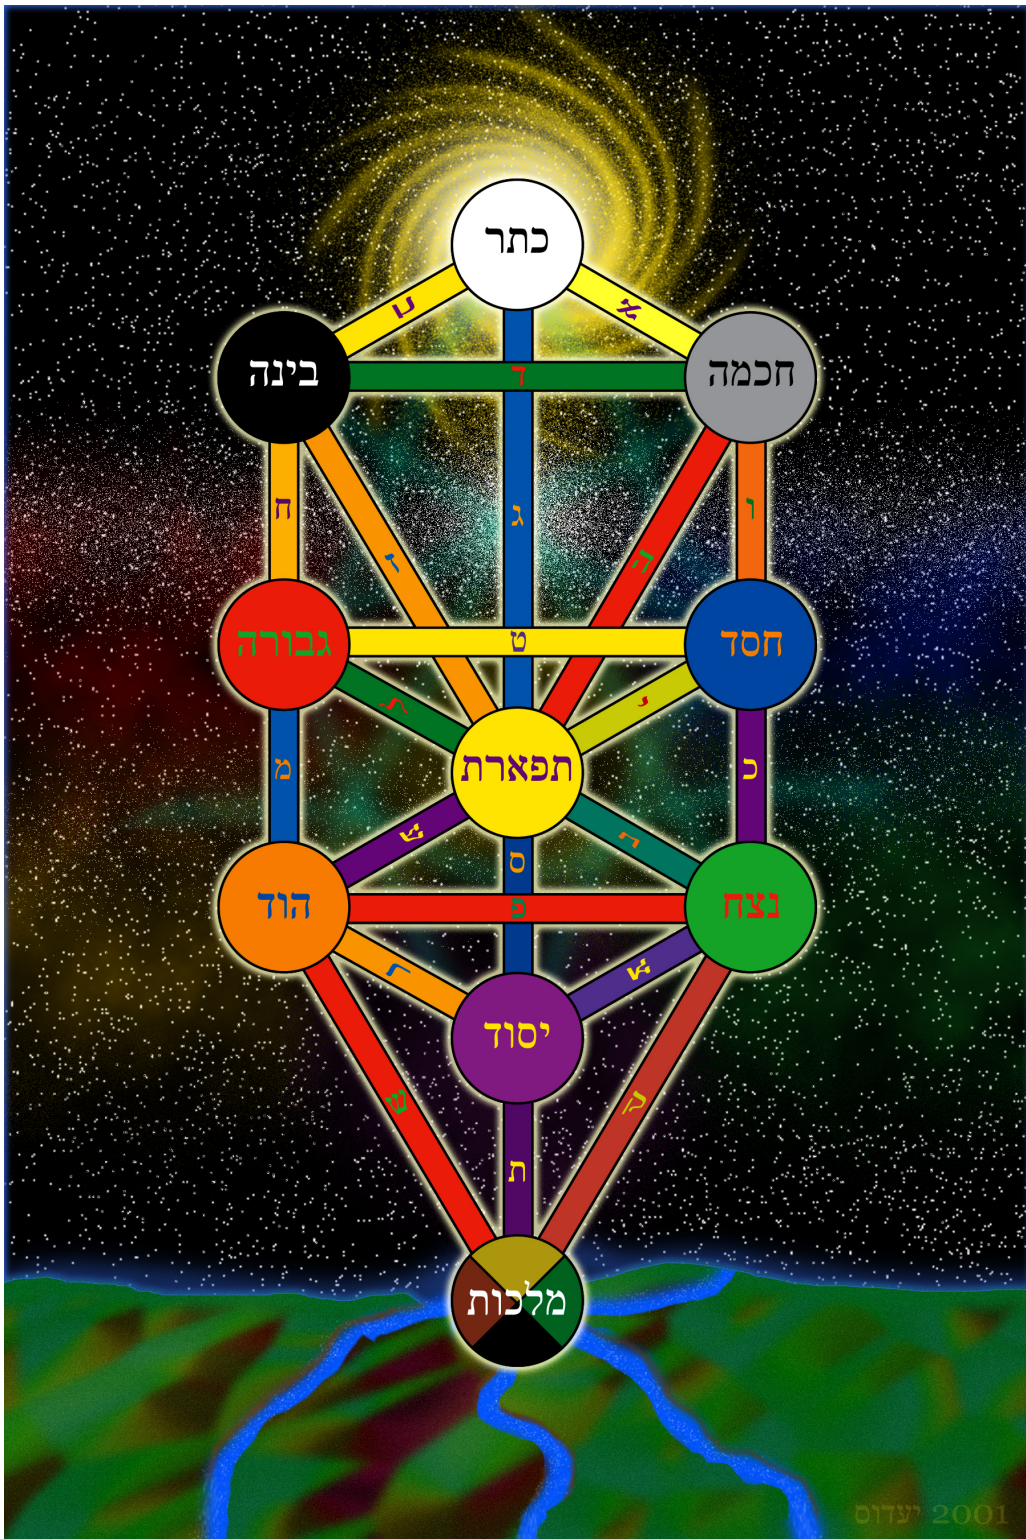 כתר
א
חכמה
ד
בינה
ו
ג
ח
ה
ז
חסד
ט
גבורה
י
תפארת
כ
מ
ס
נצח
פ
הוד
ר
יסוד
ק
ש
ת
מלכות
יעדוס 2001